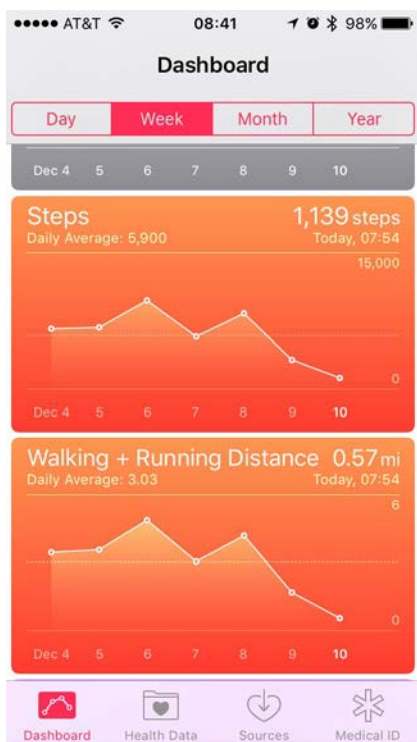 AT&T 08:41 98%
Dashboard
Day Week Month Year
Dec 4 5 6 7 8 9 10
Steps 1,139 steps
Daily Average: 5,900 Today, 07:54
15,000
0
Dec 4 5 6 7 8 9 10
Walking + Running Distance 0.57 mi
Daily Average: 3.03 Today, 07:54
6
0
Dec 4 5 6 7 8 9 10
Dashboard Health Data Sources Medical ID